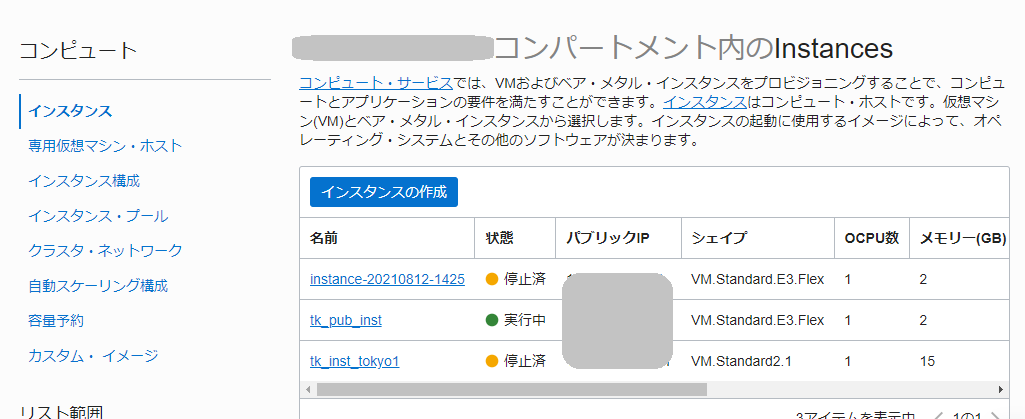 コンピュート
インスタンス
専用仮想マシン・ホスト
インスタンス構成
インスタンス・プール
クラスタ・ネットワーク
自動スケーリング構成
容量予約
カスタム・ イメージ
リスト範囲
コンパートメント内のInstances
コンピュート・サービスでは、VMおよびベア・メタル・インスタンスをプロビジョニングすることで、コンピュ
ートとアプリケーションの要件を満たすことができます。インスタンスはコンピュート・ホストです。仮想マシ
ン(VM)とベア・メタル・インスタンスから選択します。インスタンスの起動に使用するイメージによって、オペ
レーティング・システムとその他のソフトウェアが決まります。
インスタンスの作成
名前 状態 パブリックIP シェイプ OCPU数 メモリー(GB)
instance-20210812-1425 停止済 VM.Standard.E3.Flex 1 2
tk_pub_inst 実行中 VM.Standard.E3.Flex 1 2
tk_inst_tokyo1 停止済 VM.Standard2.1 1 15
3アイテムを表示中 1の1